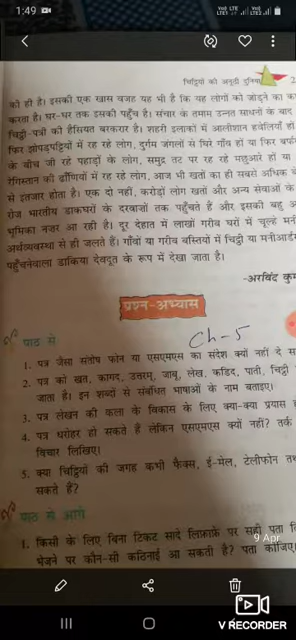 1:49
चिट्ठियों की अनूठी दुनिया
को ही है। इसकी एक खास वजह यह भी है कि यह लोगों को जोड़ने का का
करता है। घर-घर तक इसकी पहुँच है। संचार के तमाम उन्नत साधनों के बाद
चिट्ठी-पत्री की हैसियत बरकरार है। शहरी इलाकों में आलीशान हवेलियाँ हों
फिर झोपड़पट्टियों में रह रहे लोग, दुर्गम जंगलों से घिरे गाँव हों या फिर बर्फबा
के बीच जी रहे पहाड़ों के लोग, समुद्र तट पर रह रहे मछुआरे हों या
रेगिस्तान की ढाँणियों में रह रहे लोग, आज भी खतों का ही सबसे अधिक बे
से इंतजार होता है। एक दो नहीं, करोड़ों लोग खतों और अन्य सेवाओं के
रोज भारतीय डाकघरों के दरवाजों तक पहुँचते हैं और इसकी बहु आ
भूमिका नजर आ रही है। दूर देहात में लाखों गरीब घरों में चूल्हे मनी
अर्थव्यवस्था से ही जलते हैं। गाँवों या गरीब बस्तियों में चिट्ठी या मनीआर्डर
पहुँचानेवाला डाकिया देवदूत के रूप में देखा जाता है।
-अरविंद कुम
प्रश्न-अभ्यास
Ch-5
पाठ से
1. पत्र जैसा संतोष फोन या एसएमएस का संदेश क्यों नहीं दे स
2. पत्र को खत, कागद, उत्तरम्, जाबू, लेख, कडिद, पाती, चिट्ठी
जाता है। इन शब्दों से संबंधित भाषाओं के नाम बताइए।
3. पत्र लेखन की कला के विकास के लिए क्या-क्या प्रयास हु
4. पत्र धरोहर हो सकते हैं लेकिन एसएमएस क्यों नहीं? तर्क
विचार लिखिए।
5. क्या चिट्ठियों की जगह कभी फैक्स, ई-मेल, टेलीफोन तथ
सकते हैं?
पाठ से आगे
1. किसी के लिए बिना टिकट सादे लिफ़ाफ़े पर सही पता लि
भेजने पर कौन-सी कठिनाई आ सकती है? पता कीजिए।
9 Apr
V RECORDER